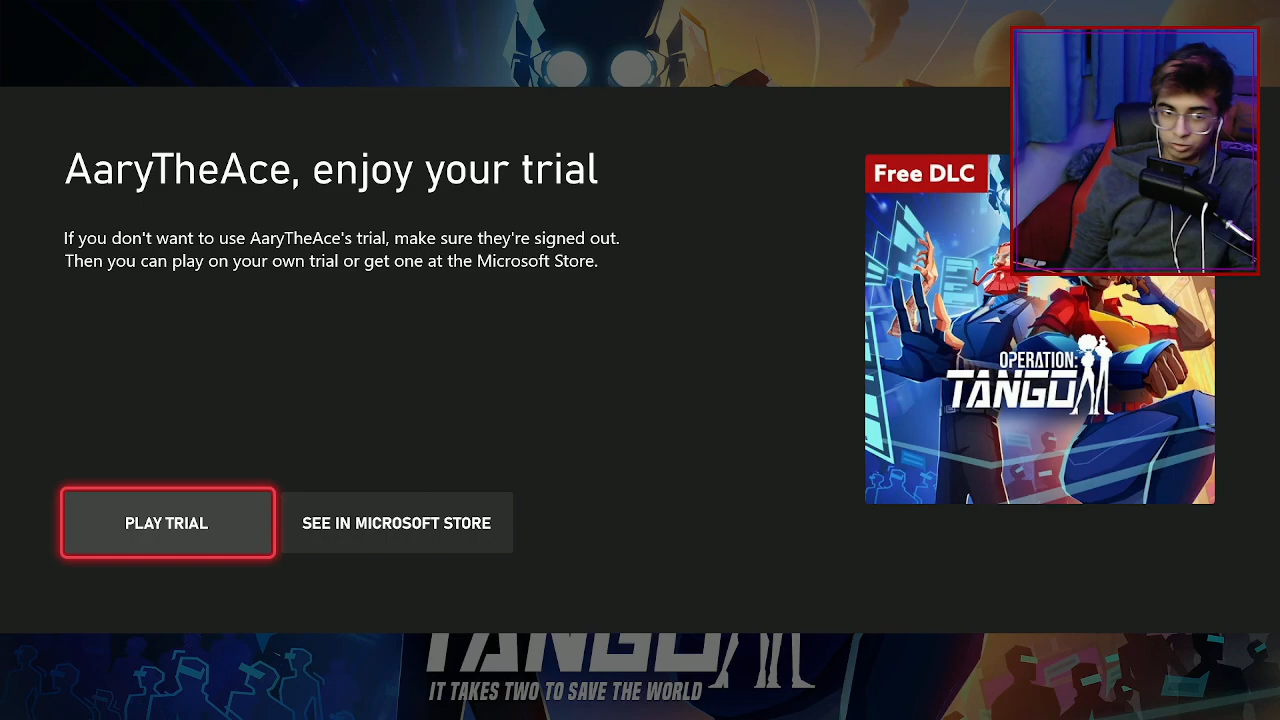 AaryTheAce, enjoy your trial
If you don't want to use AaryTheAce's trial, make sure they're signed out.
Then you can play on your own trial or get one at the Microsoft Store.
Free DLC
OPERATION:
TANGO
PLAY TRIAL
SEE IN MICROSOFT STORE
TANGO
IT TAKES TWO TO SAVE THE WORLD